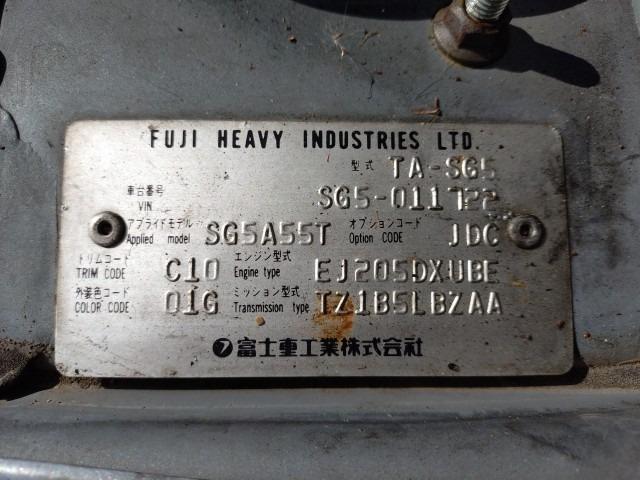 FUJI HEAVY INDUSTRIES LTD.
型式 TA-SG5
車台番号 VIN SG5-011722
アプライドモデル Applied model SG5A55T オプションコード Option CODE JDC
トリムコード TRIM CODE C10 エンジン型式 Engine type EJ205DXUBE
外装色コード COLOR CODE 01G ミッション型式 Transmission type TZ1B5LBZAA
富士重工業株式会社